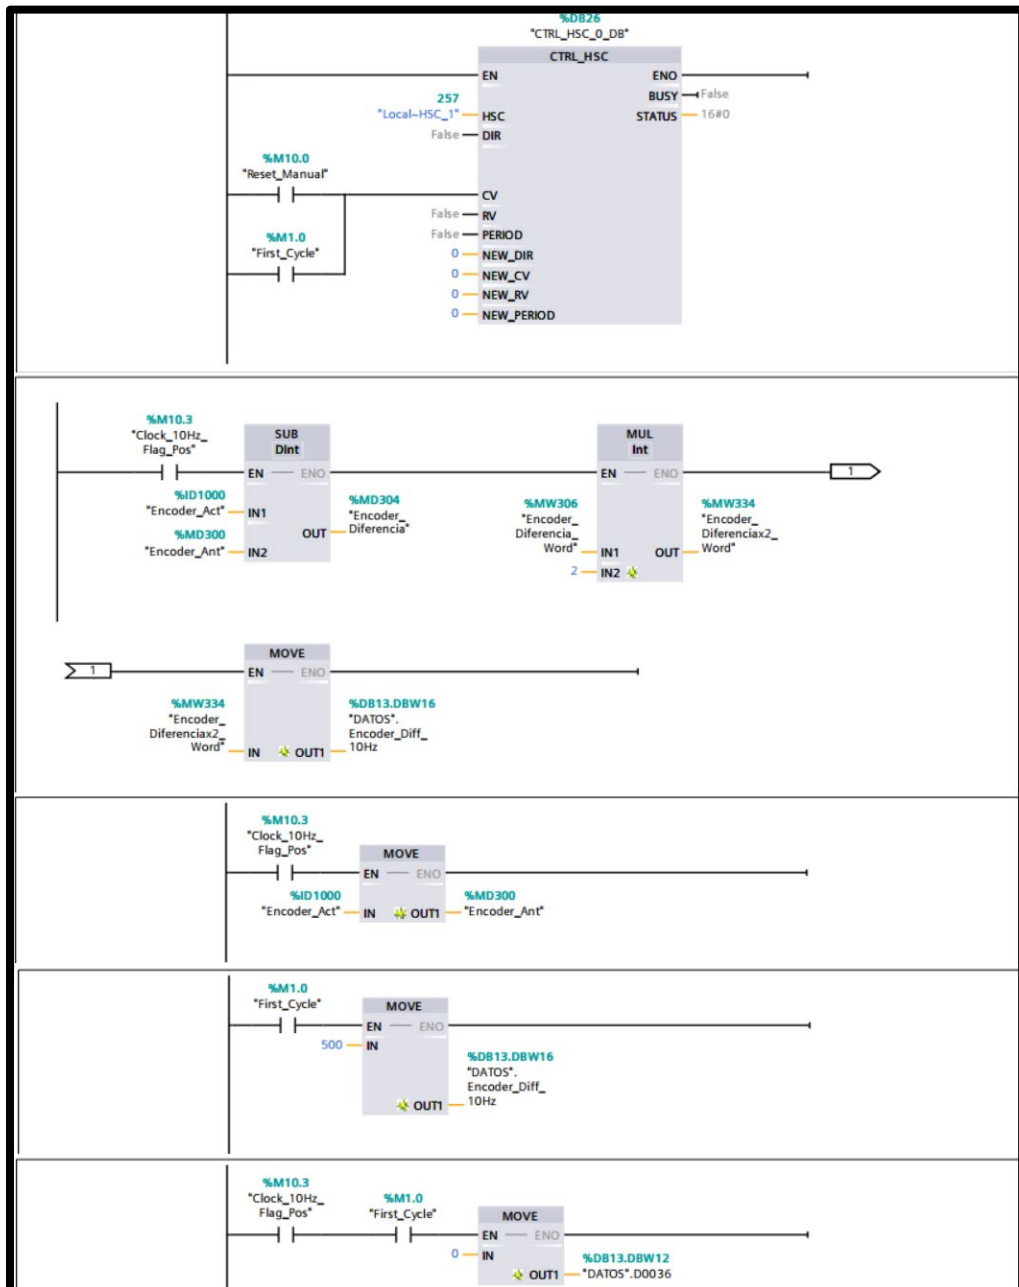 %DB26
"CTRL_HSC_0_DB"
CTRL_HSC
EN ENO
BUSY False
257
"Local~HSC_1" HSC STATUS 16#0
False DIR
%M10.0
"Reset_Manual"
CV
False RV
%M1.0
"First_Cycle"
False PERIOD
0 NEW_DIR
0 NEW_CV
0 NEW_RV
0 NEW_PERIOD
%M10.3
"Clock_10Hz_
Flag_Pos"
SUB
DInt
EN ENO
%ID1000
"Encoder_Act" IN1
%MD300
"Encoder_Ant" IN2
OUT
%MD304
"Encoder_
Diferencia"
MUL
Int
EN ENO
%MW306
"Encoder_
Diferencia_
Word" IN1
2 IN2
OUT
%MW334
"Encoder_
Diferenciax2_
Word"
1
1
MOVE
EN ENO
%MW334
"Encoder_
Diferenciax2_
Word" IN OUT1
%DB13.DBW16
"DATOS".
Encoder_Diff_
10Hz
%M10.3
"Clock_10Hz_
Flag_Pos"
MOVE
EN ENO
%ID1000
"Encoder_Act" IN OUT1
%MD300
"Encoder_Ant"
%M1.0
"First_Cycle"
MOVE
EN ENO
500 IN
OUT1
%DB13.DBW16
"DATOS".
Encoder_Diff_
10Hz
%M10.3
"Clock_10Hz_
Flag_Pos"
%M1.0
"First_Cycle"
MOVE
EN ENO
0 IN
OUT1
%DB13.DBW12
"DATOS".D0036